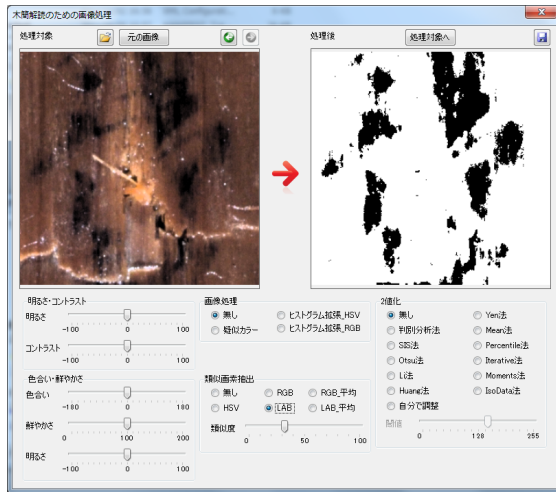 木簡解読のための画像処理
処理対象
元の画像
処理後
処理対象へ
明るさ・コントラスト
明るさ
-100 0 100
コントラスト
-100 0 100
色合い・鮮やかさ
色合い
-180 0 180
鮮やかさ
0 100 200
明るさ
-100 0 100
画像処理
無し ヒストグラム拡張_HSV
疑似カラー ヒストグラム拡張_RGB
類似画素抽出
無し RGB RGB_平均
HSV LAB LAB_平均
類似度
0 50 100
2値化
無し Yen法
判別分析法 Mean法
SIS法 Percentile法
Otsu法 Iterative法
Li法 Moments法
Huang法 IsoData法
自分で調整
閾値
0 128 255